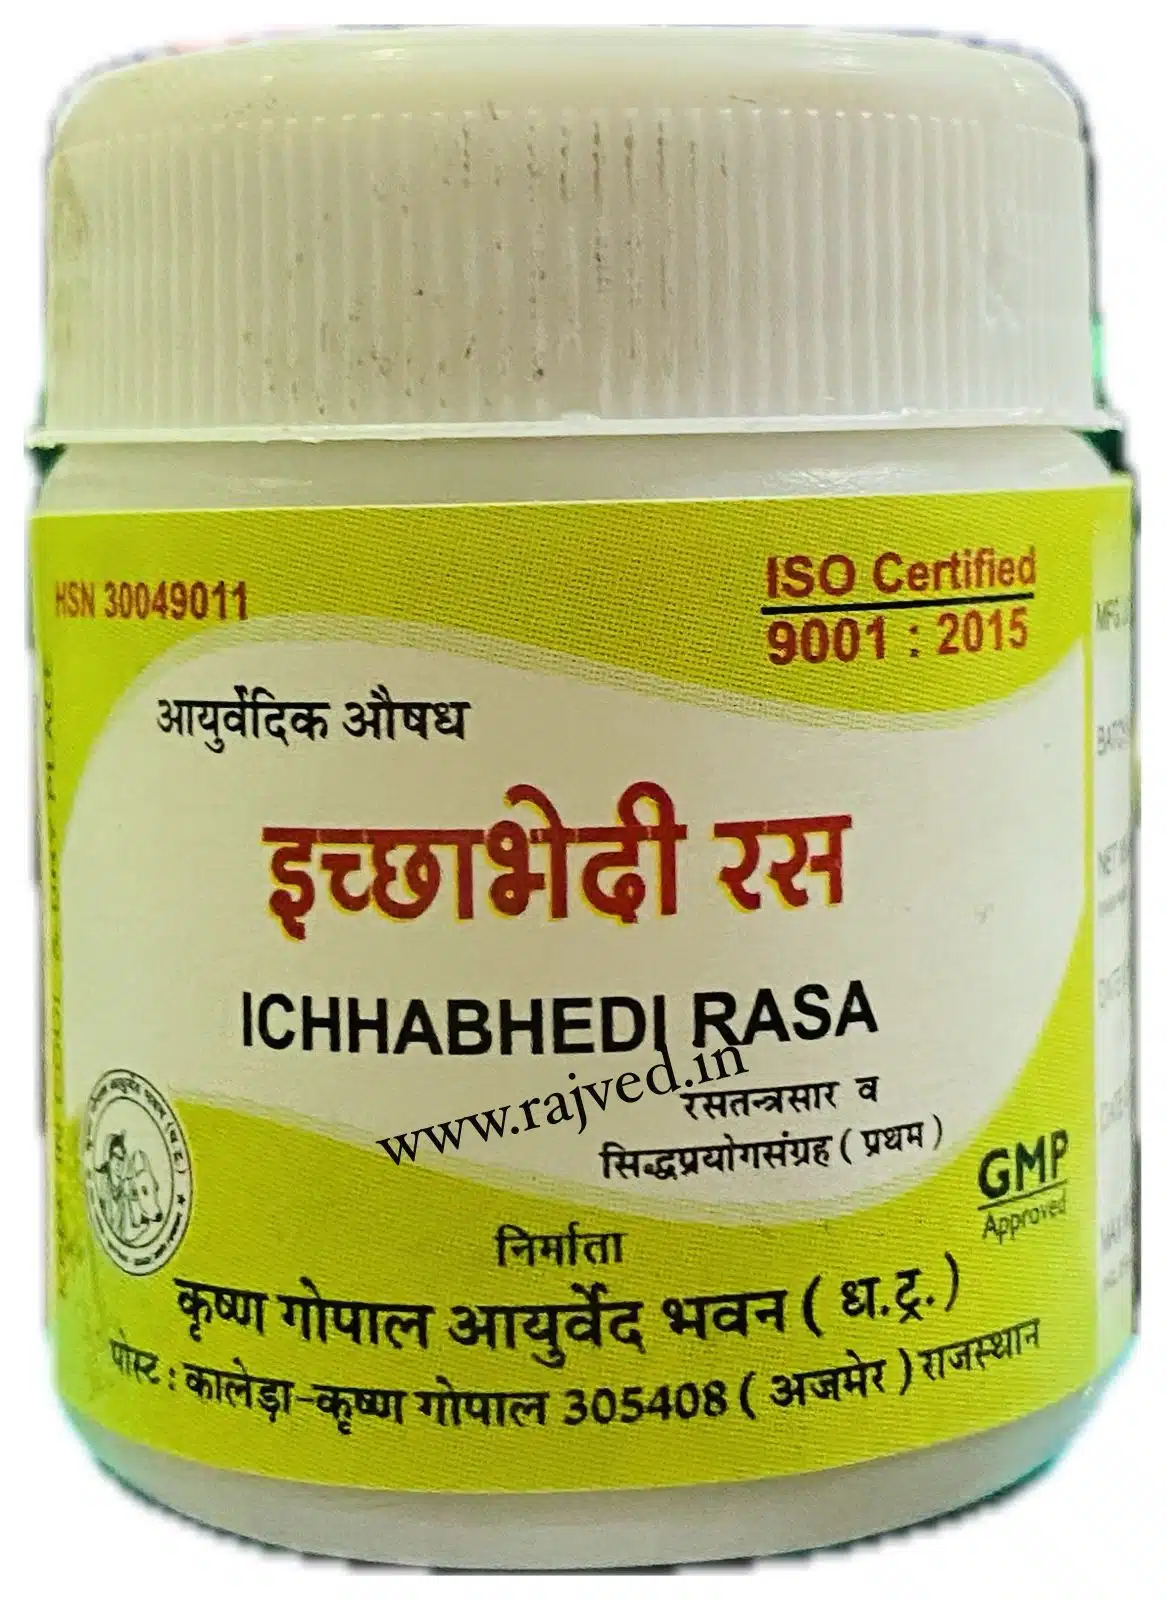 HSN 30049011
ISO Certified
9001 : 2015
आयुर्वेदिक औषध
इच्छाभेदी रस
ICHHABHEDI RASA
www.rajved.in
रसतन्त्रसार व
सिद्धप्रयोगसंग्रह ( प्रथम )
GMP
Approved
निर्माता
कृष्ण गोपाल आयुर्वेद भवन ( ध.ट्र. )
पोस्ट : कालेड़ा-कृष्ण गोपाल 305408 ( अजमेर ) राजस्थान